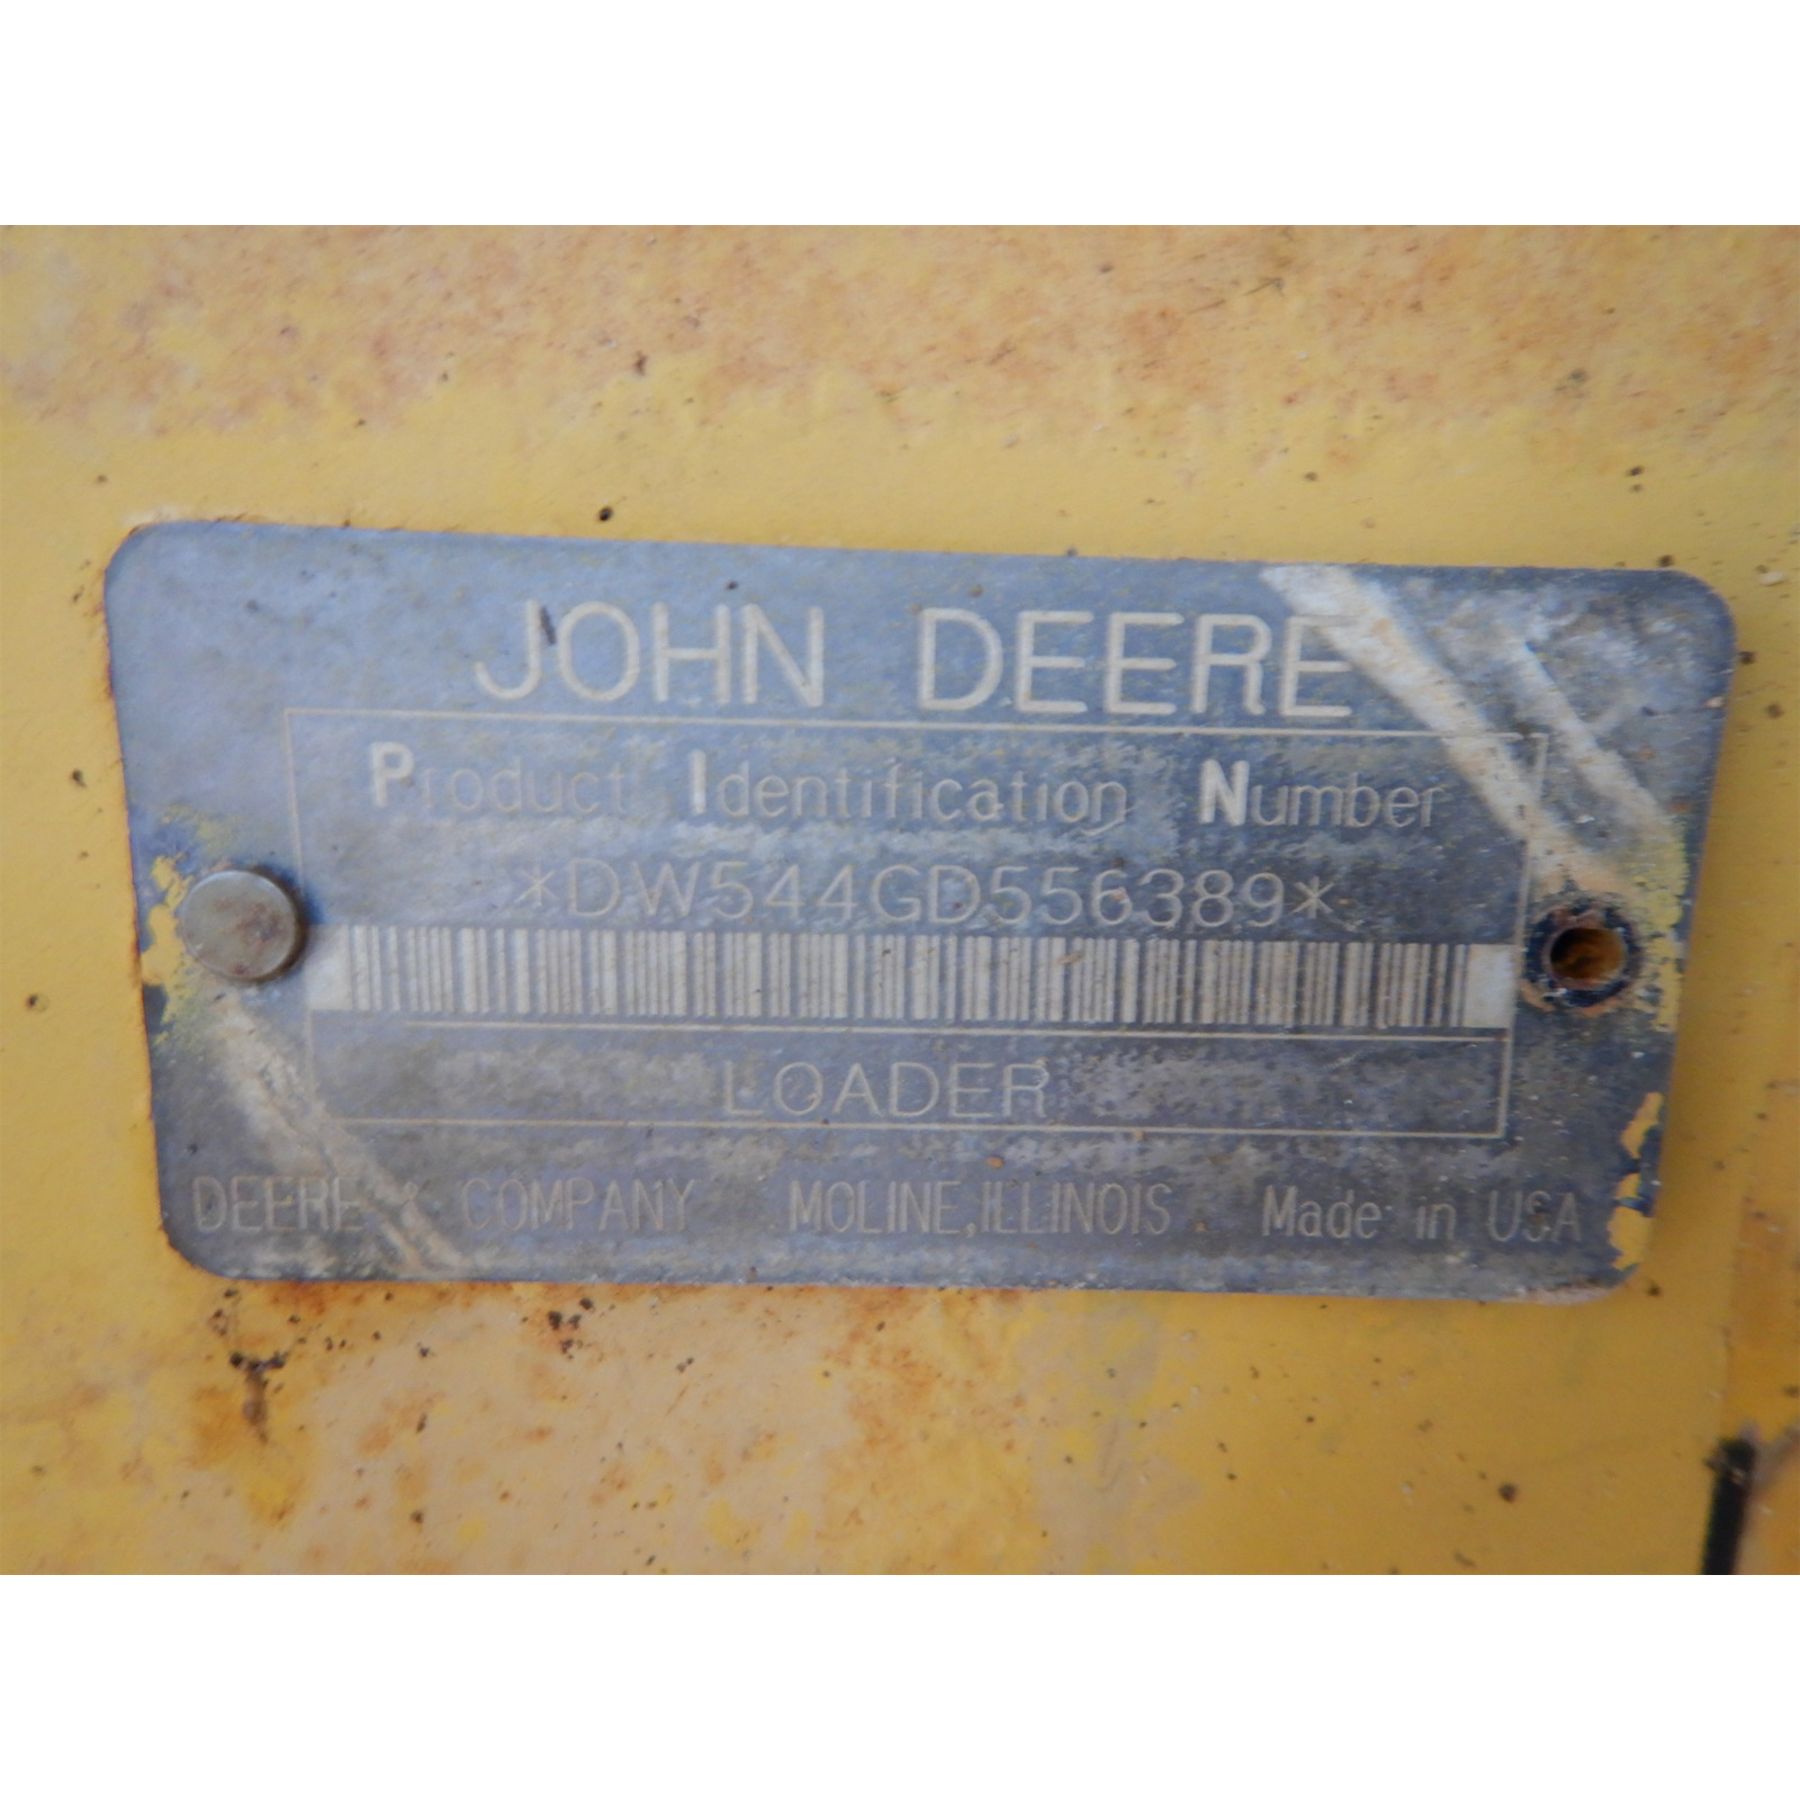 JOHN DEERE
Product Identification Number
*DW544GD556389*
LOADER
DEERE & COMPANY MOLINE, ILLINOIS Made in USA